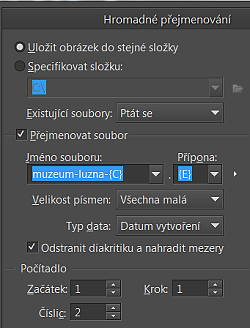 Hromadné přejmenování
Uložit obrázek do stejné složky
Specifikovat složku:
C:\
Existující soubory: Ptát se
Přejmenovat soubor
Jméno souboru: Přípona:
muzeum-luzna-{C} . {E}
Velikost písmen: Všechna malá
Typ data: Datum vytvoření
Odstranit diakritiku a nahradit mezery
Počítadlo
Začátek: 1 Krok: 1
Číslic: 2